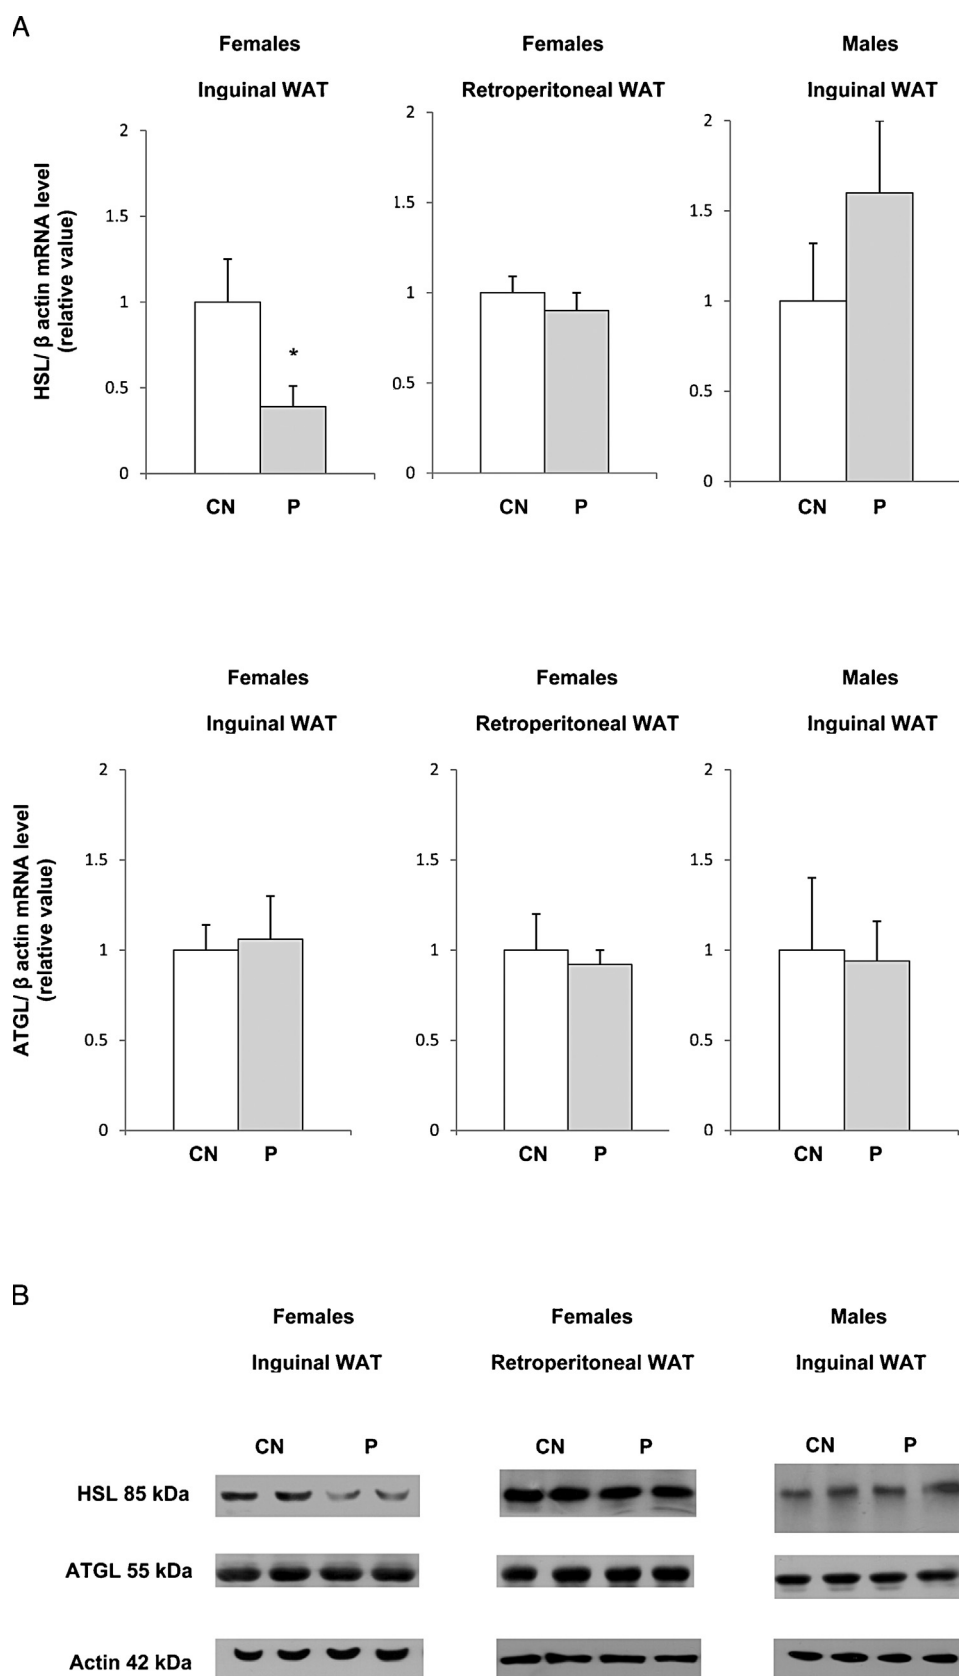 A
Females
Inguinal WAT
Females
Retroperitoneal WAT
Males
Inguinal WAT
HSL/ β actin mRNA level
(relative value)
2
1.5
1
0.5
0
*
CN P
2
1.5
1
0.5
0
CN P
2
1.5
1
0.5
0
CN P
Females
Inguinal WAT
Females
Retroperitoneal WAT
Males
Inguinal WAT
ATGL/ β actin mRNA level
(relative value)
2
1.5
1
0.5
0
CN P
2
1.5
1
0.5
0
CN P
2
1.5
1
0.5
0
CN P
B
Females
Inguinal WAT
Females
Retroperitoneal WAT
Males
Inguinal WAT
CN P
CN P
CN P
HSL 85 kDa
ATGL 55 kDa
Actin 42 kDa